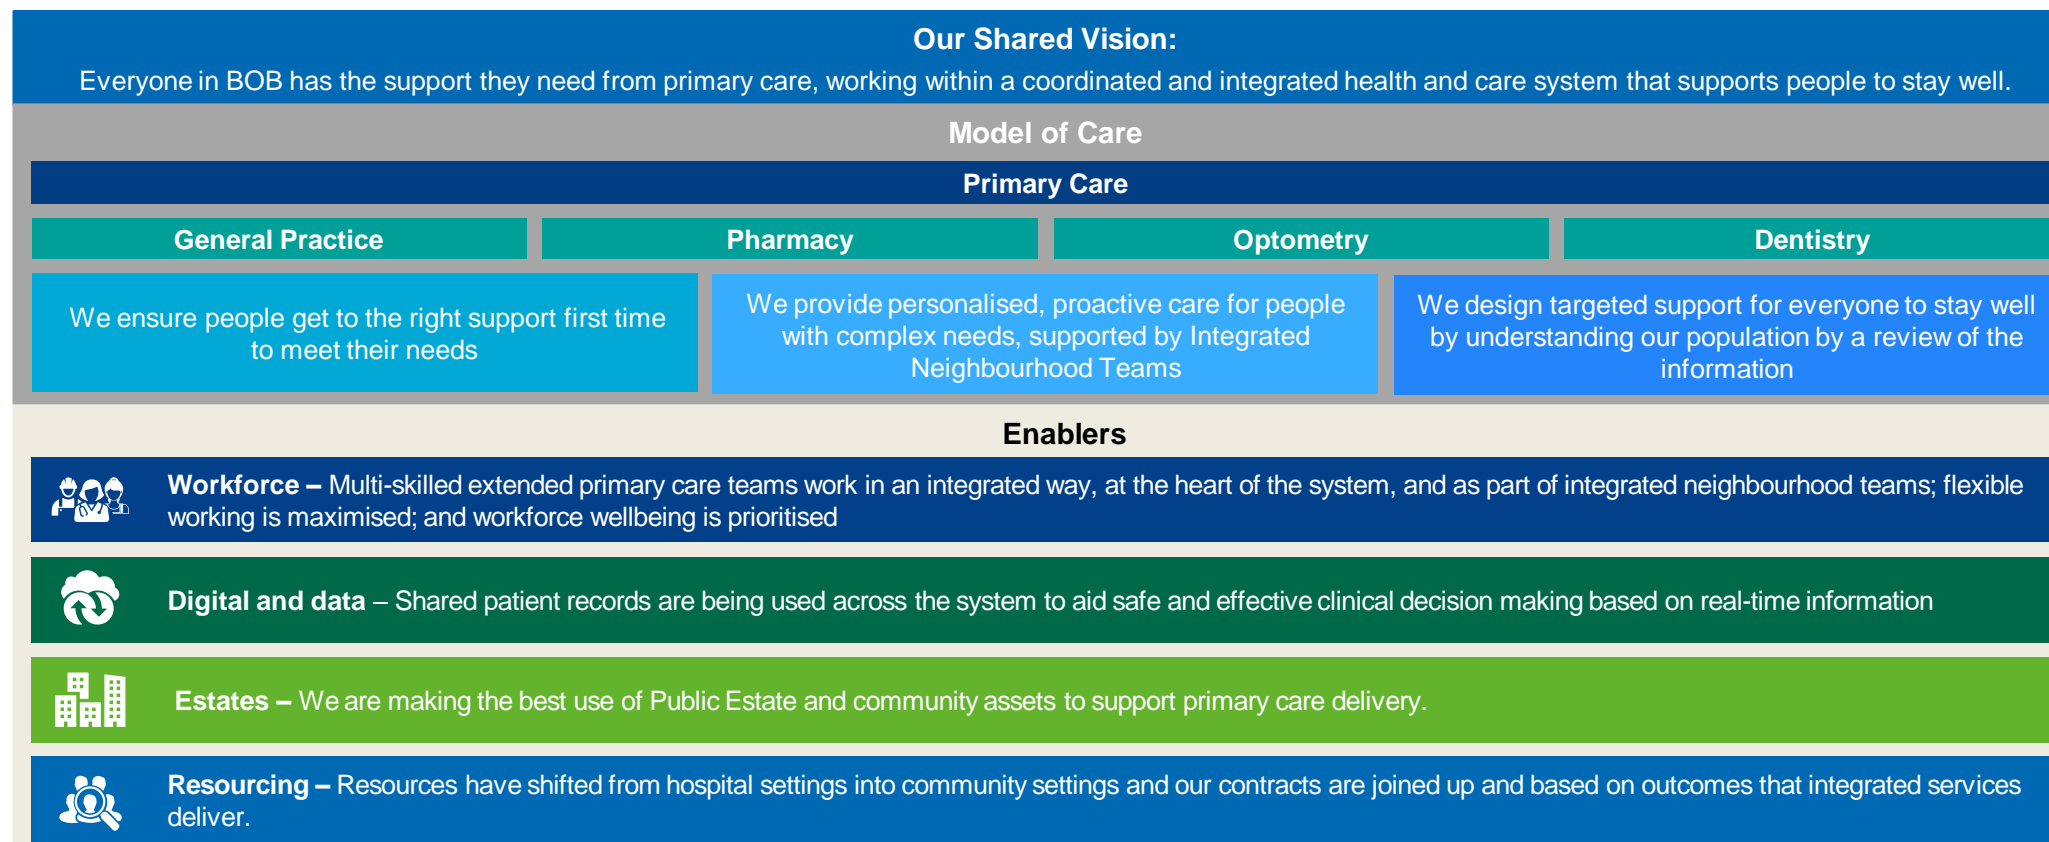 Our Shared Vision:
Everyone in BOB has the support they need from primary care, working within a coordinated and integrated health and care system that supports people to stay well.
Model of Care
Primary Care
General Practice
Pharmacy
Optometry
Dentistry
We ensure people get to the right support first time
to meet their needs
We provide personalised, proactive care for people
with complex needs, supported by Integrated
Neighbourhood Teams
We design targeted support for everyone to stay well
by understanding our population by a review of the
information
Enablers
Workforce – Multi-skilled extended primary care teams work in an integrated way, at the heart of the system, and as part of integrated neighbourhood teams; flexible
working is maximised; and workforce wellbeing is prioritised
Digital and data – Shared patient records are being used across the system to aid safe and effective clinical decision making based on real-time information
Estates – We are making the best use of Public Estate and community assets to support primary care delivery.
Resourcing – Resources have shifted from hospital settings into community settings and our contracts are joined up and based on outcomes that integrated services
deliver.